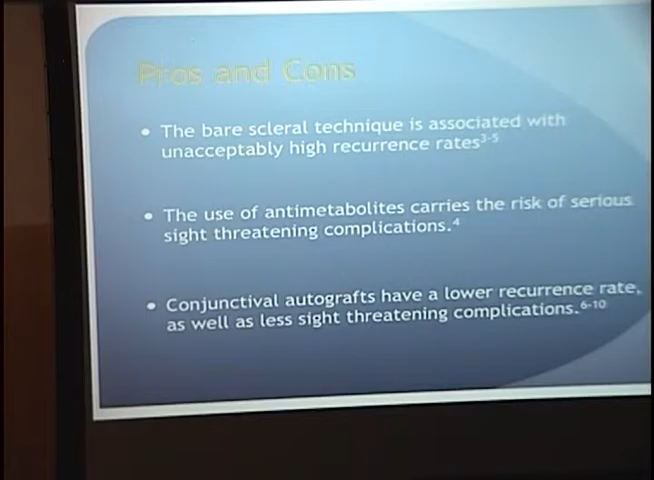 Pros and Cons
• The bare scleral technique is associated with
unacceptably high recurrence rates³⁻⁵
• The use of antimetabolites carries the risk of serious
sight threatening complications.⁴
• Conjunctival autografts have a lower recurrence rate,
as well as less sight threatening complications.⁶⁻¹⁰